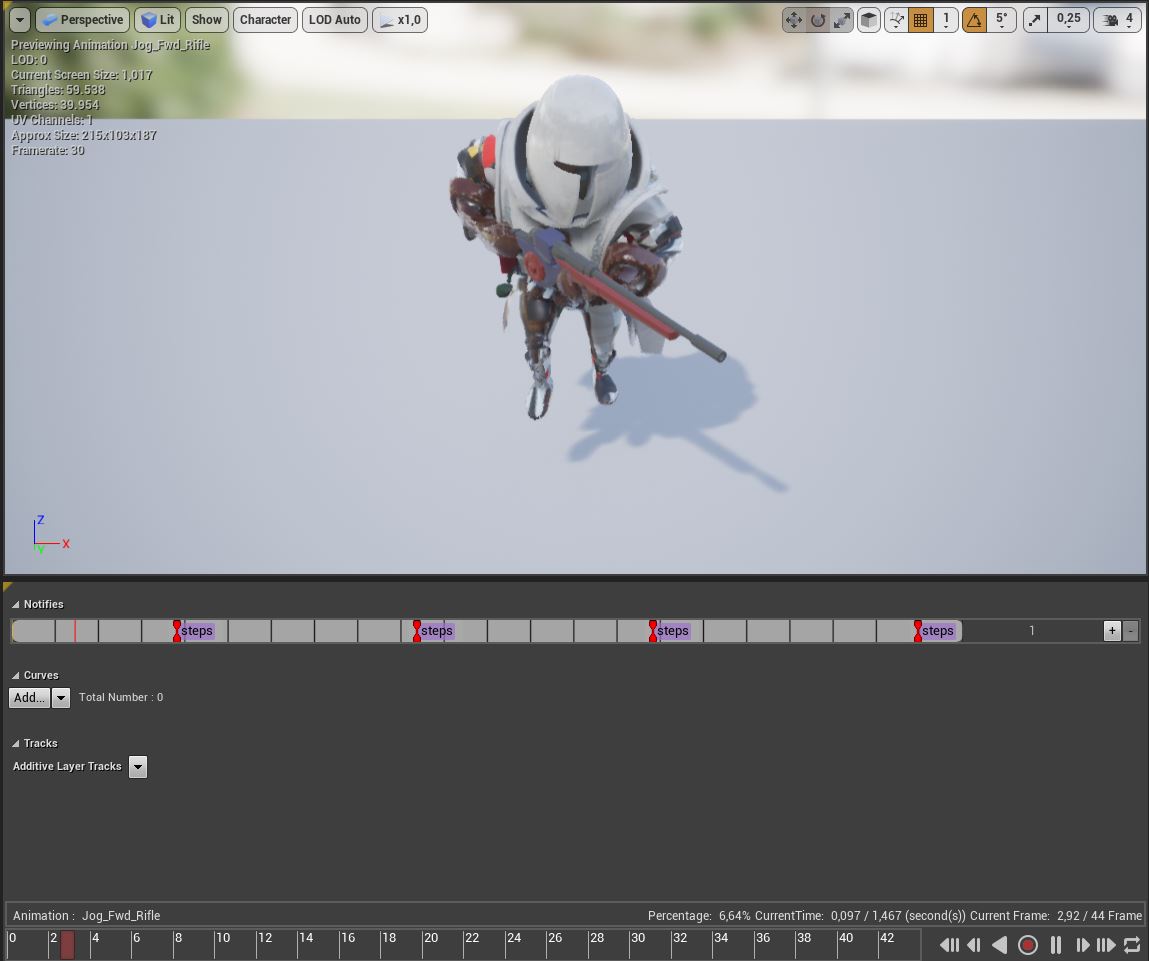 Perspective Lit Show Character LOD Auto x1,0 1 5° 0,25 4
Previewing Animation Jog_Fwd_Rifle
LOD: 0
Current Screen Size: 1,017
Triangles: 59.538
Vertices: 39.954
UV Channels: 1
Approx Size: 215x103x187
Framerate: 30
Z
Y X
Notifies
steps steps steps steps 1 + -
Curves
Add... Total Number : 0
Tracks
Additive Layer Tracks
Animation : Jog_Fwd_Rifle Percentage: 6,64% CurrentTime: 0,097 / 1,467 (second(s)) Current Frame: 2,92 / 44 Frame
0 2 4 6 8 10 12 14 16 18 20 22 24 26 28 30 32 34 36 38 40 42